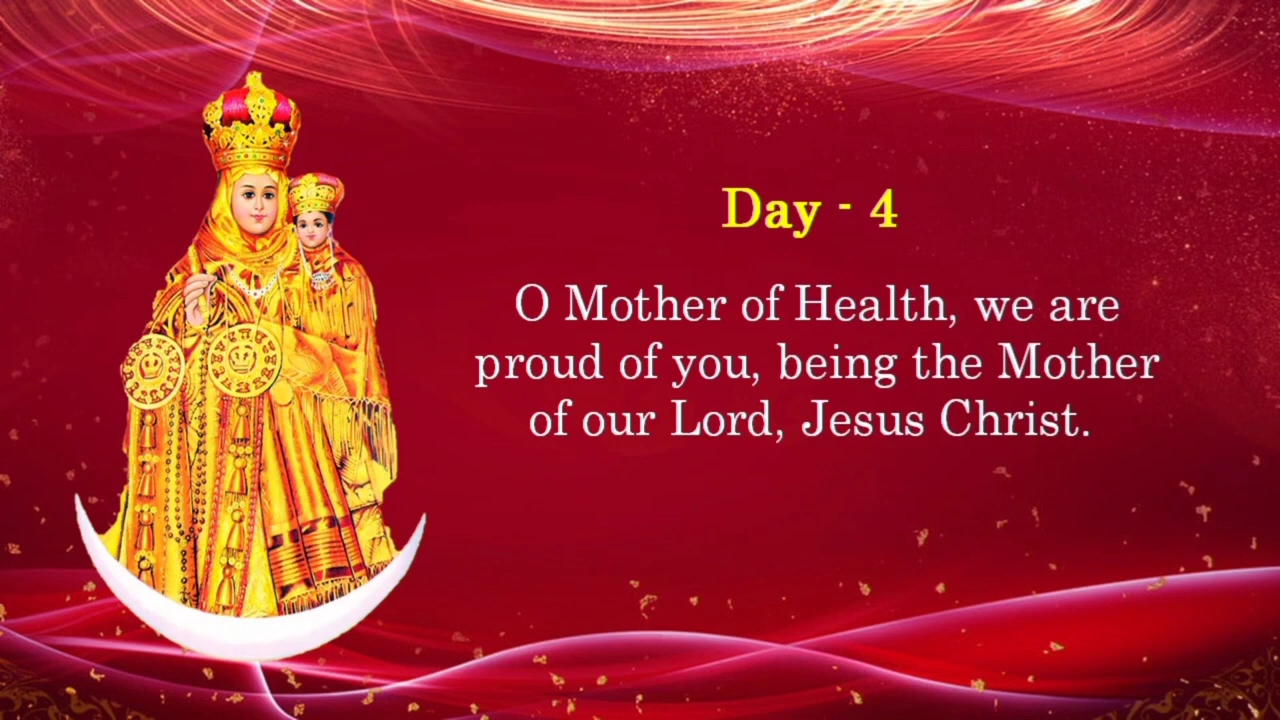 Day - 4
O Mother of Health, we are
proud of you, being the Mother
of our Lord, Jesus Christ.